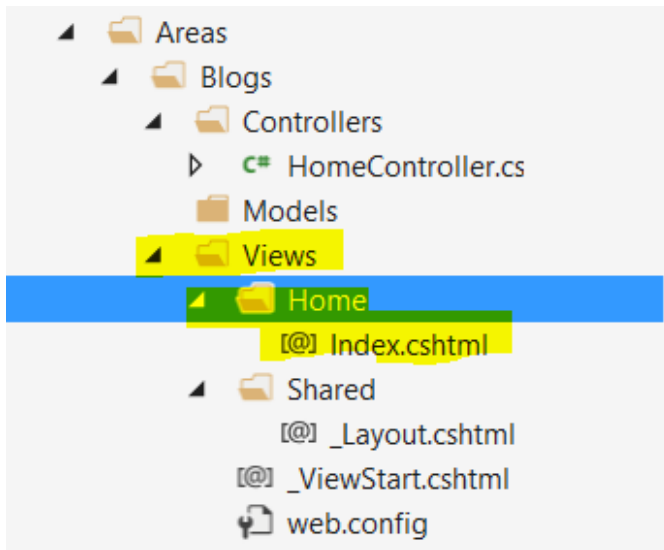 Areas
Blogs
Controllers
C# HomeController.cs
Models
Views
Home
[@] Index.cshtml
Shared
[@] _Layout.cshtml
[@] _ViewStart.cshtml
web.config